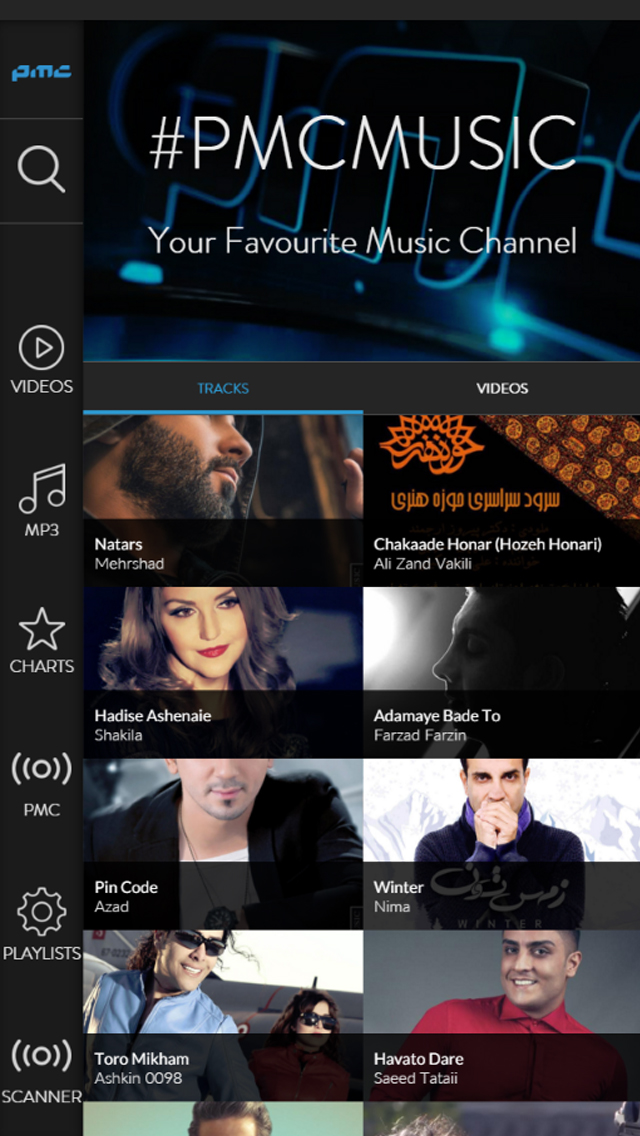 pmc
#PMCMUSIC
Your Favourite Music Channel
VIDEOS
MP3
CHARTS
PMC
PLAYLISTS
SCANNER
TRACKS
VIDEOS
Natars
Mehrshad
سرود سراسری حوزه هنری
Chakaade Honar (Hozeh Honari)
Ali Zand Vakili
Hadise Ashenaie
Shakila
Adamaye Bade To
Farzad Farzin
Pin Code
Azad
زمستون
WINTER
Winter
Nima
Toro Mikham
Ashkin 0098
Havato Dare
Saeed Tataii